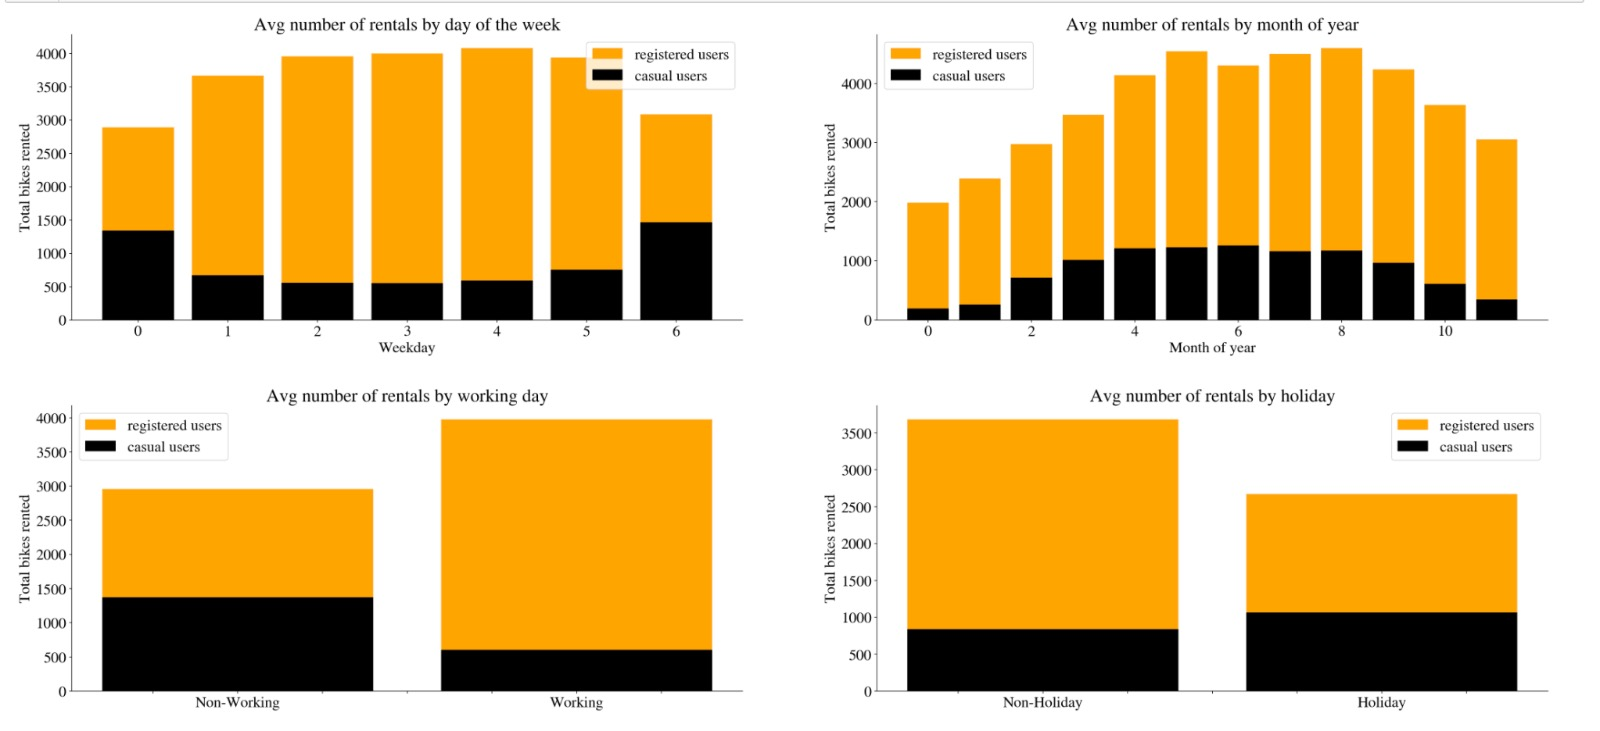 Avg number of rentals by day of the week
4000
3500
3000
2500
2000
1500
1000
500
0
Total bikes rented
registered users
casual users
0 1 2 3 4 5 6
Weekday
Avg number of rentals by month of year
4000
3000
2000
1000
0
Total bikes rented
registered users
casual users
0 2 4 6 8 10
Month of year
Avg number of rentals by working day
4000
3500
3000
2500
2000
1500
1000
500
0
Total bikes rented
registered users
casual users
Non-Working Working
Avg number of rentals by holiday
3500
3000
2500
2000
1500
1000
500
0
Total bikes rented
registered users
casual users
Non-Holiday Holiday